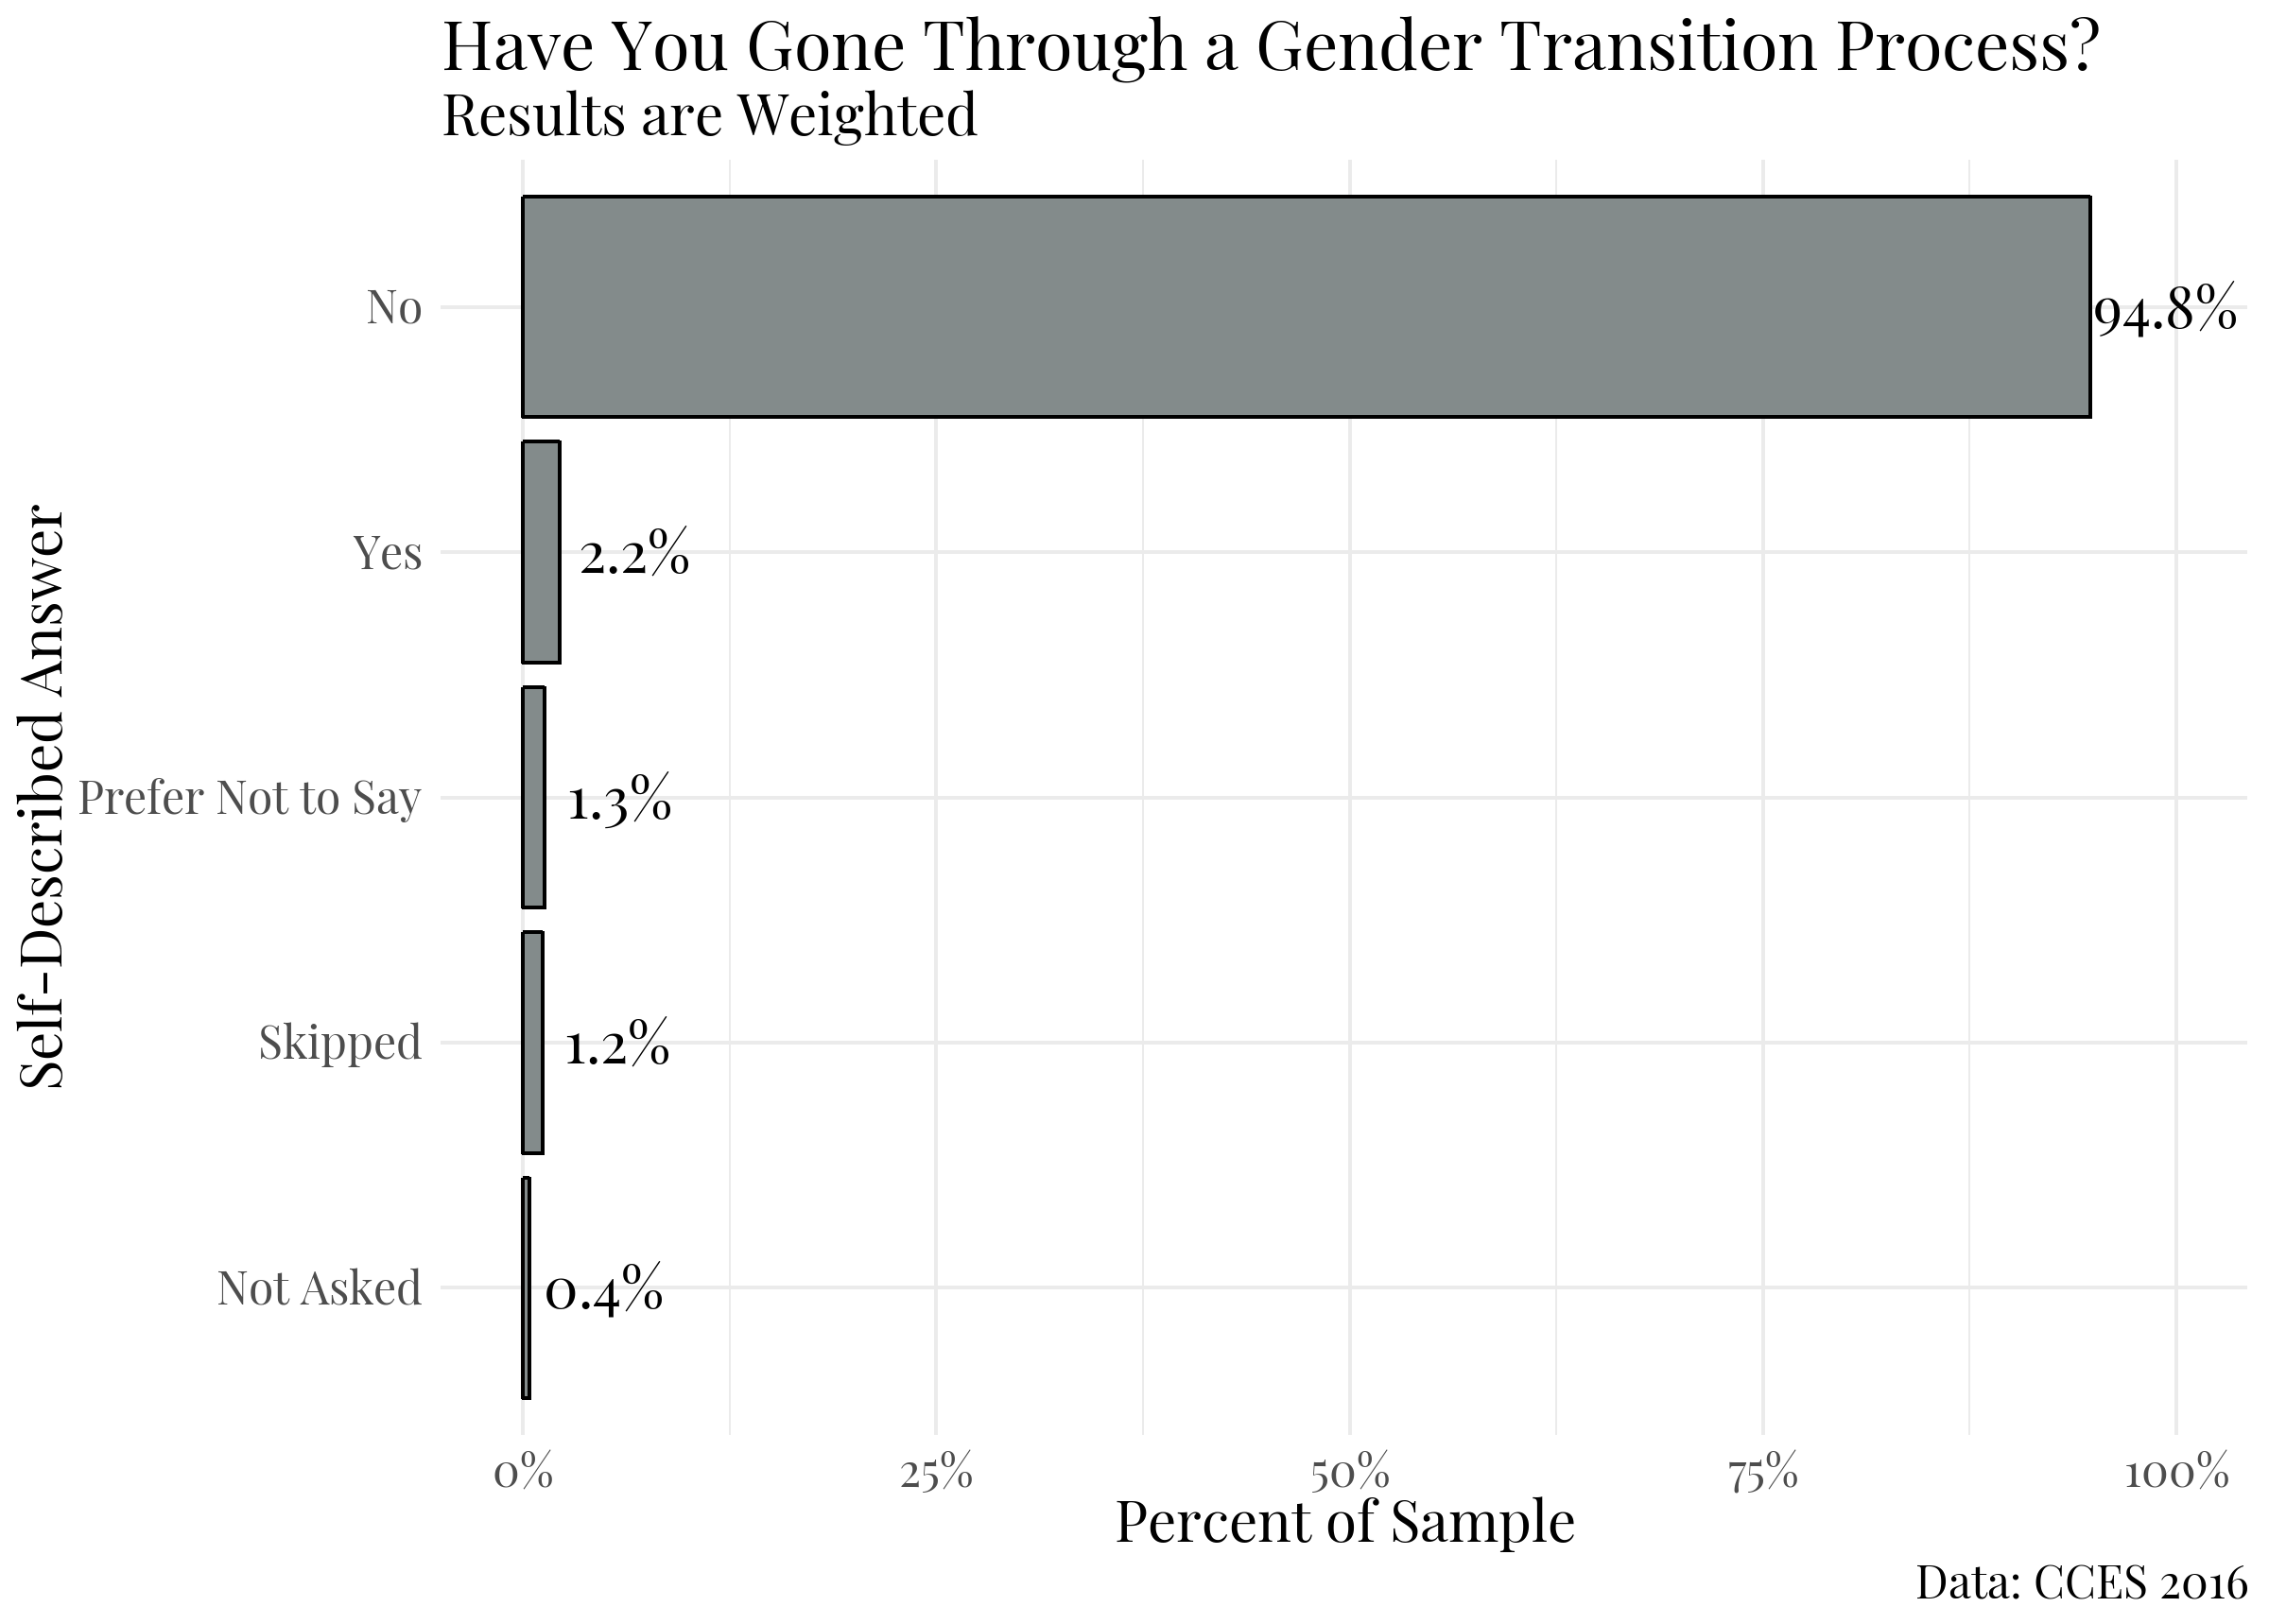 Have You Gone Through a Gender Transition Process?
Results are Weighted
Self-Described Answer
No
94.8%
Yes
2.2%
Prefer Not to Say
1.3%
Skipped
1.2%
Not Asked
0.4%
0% 25% 50% 75% 100%
Percent of Sample
Data: CCES 2016